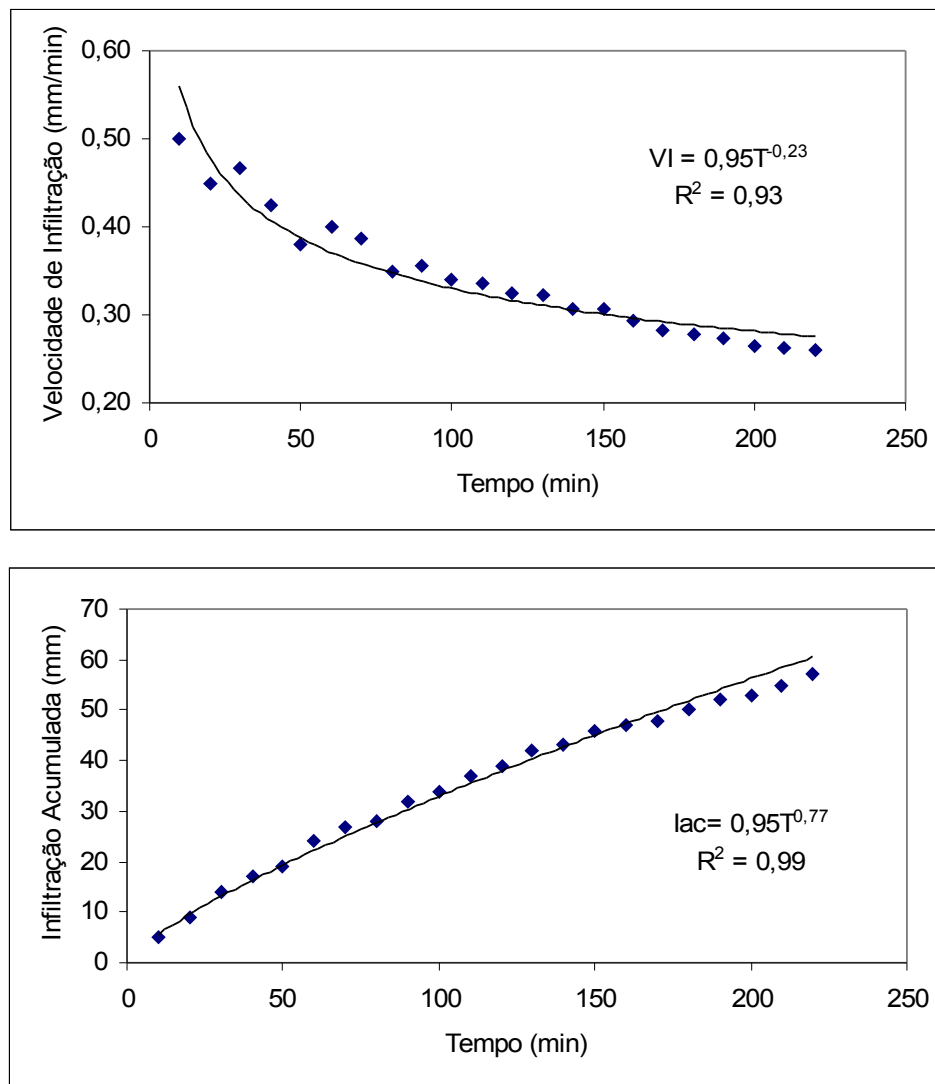 Velocidade de Infiltração (mm/min)
0,60
0,50
0,40
0,30
0,20
VI = 0,95T-0,23
R2 = 0,93
0 50 100 150 200 250
Tempo (min)
Infiltração Acumulada (mm)
70
60
50
40
30
20
10
0
Iac= 0,95T0,77
R2 = 0,99
0 50 100 150 200 250
Tempo (min)